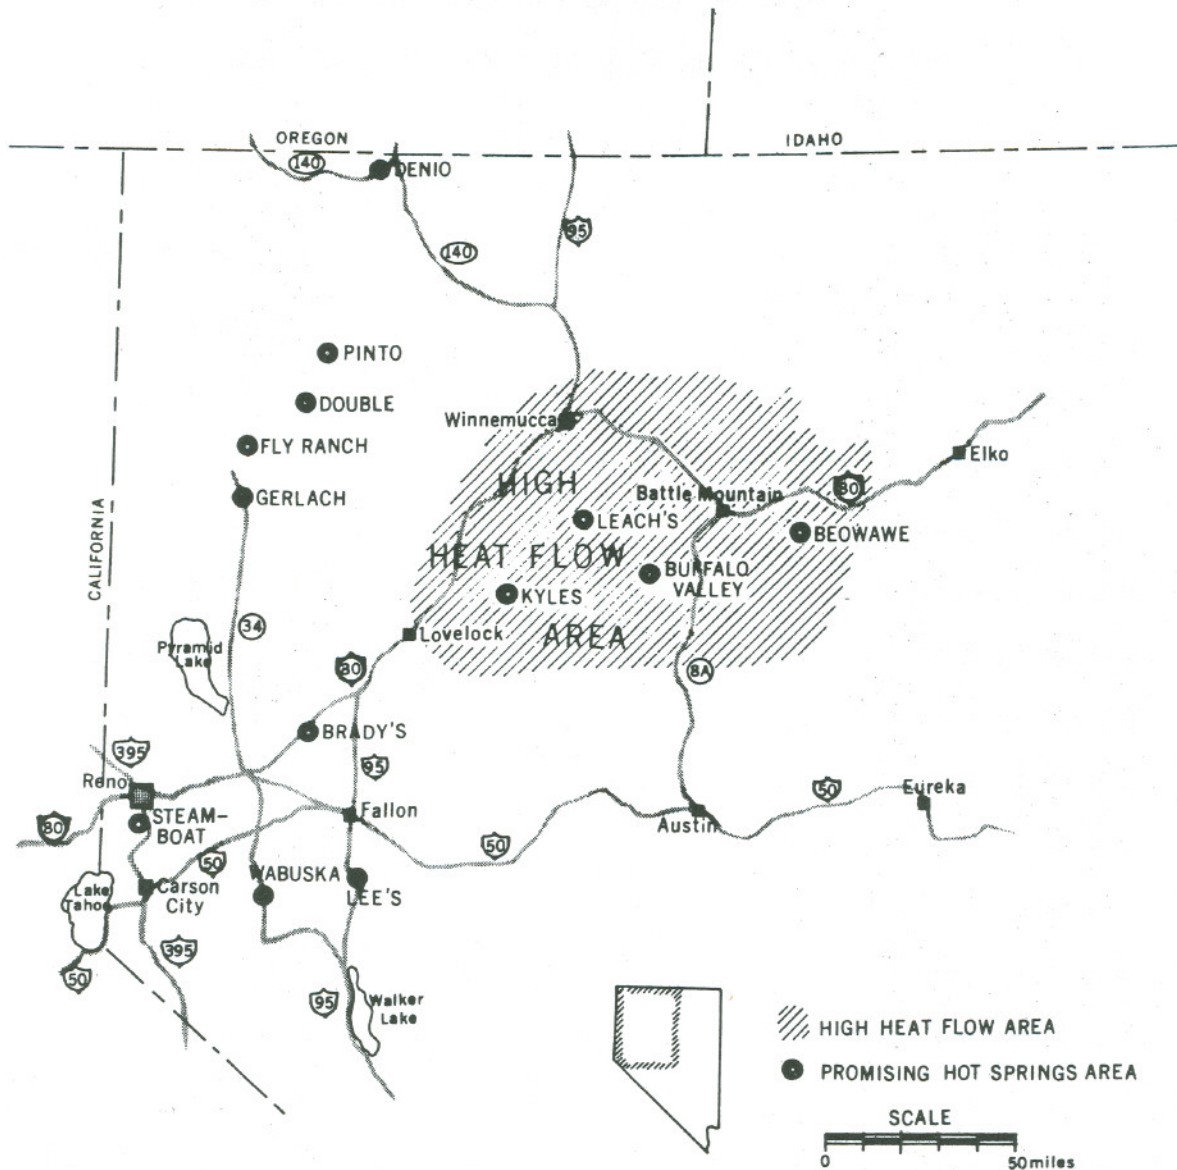 OREGON
IDAHO
140
DENIO
95
140
PINTO
DOUBLE
Winnemucca
FLY RANCH
Elko
HIGH
80
GERLACH
Battle Mountain
LEACH'S
BEOWAWE
CALIFORNIA
HEAT FLOW
BUFFALO
VALLEY
KYLES
34
Lovelock
AREA
Pyramid
Lake
80
8A
BRADY'S
395
95
Reno
50
Eureka
STEAM-
BOAT
Fallon
Austin
80
50
50
WABUSKA
Lake
Tahoe
Carson
City
LEE'S
395
50
95
Walker
Lake
HIGH HEAT FLOW AREA
PROMISING HOT SPRINGS AREA
SCALE
0 50 miles